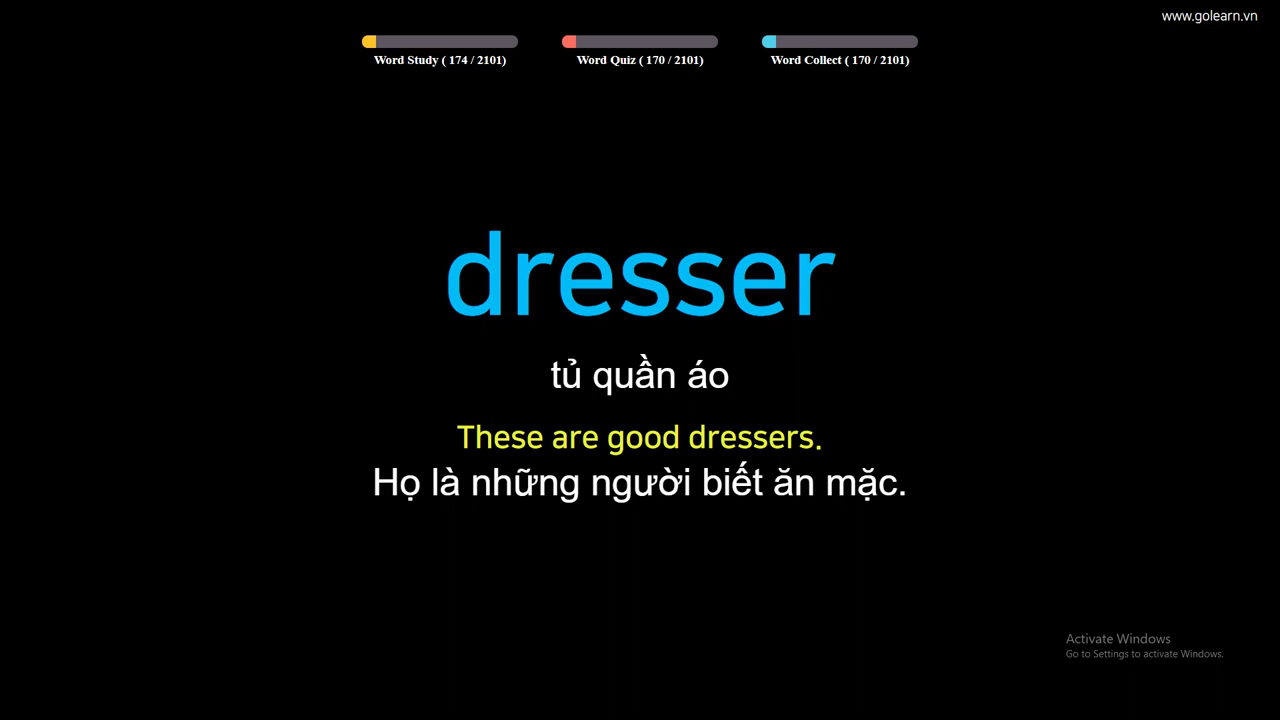 www.golearn.vn
Word Study ( 174 / 2101)
Word Quiz ( 170 / 2101)
Word Collect ( 170 / 2101)
dresser
tủ quần áo
These are good dressers.
Họ là những người biết ăn mặc.
Activate Windows
Go to Settings to activate Windows.